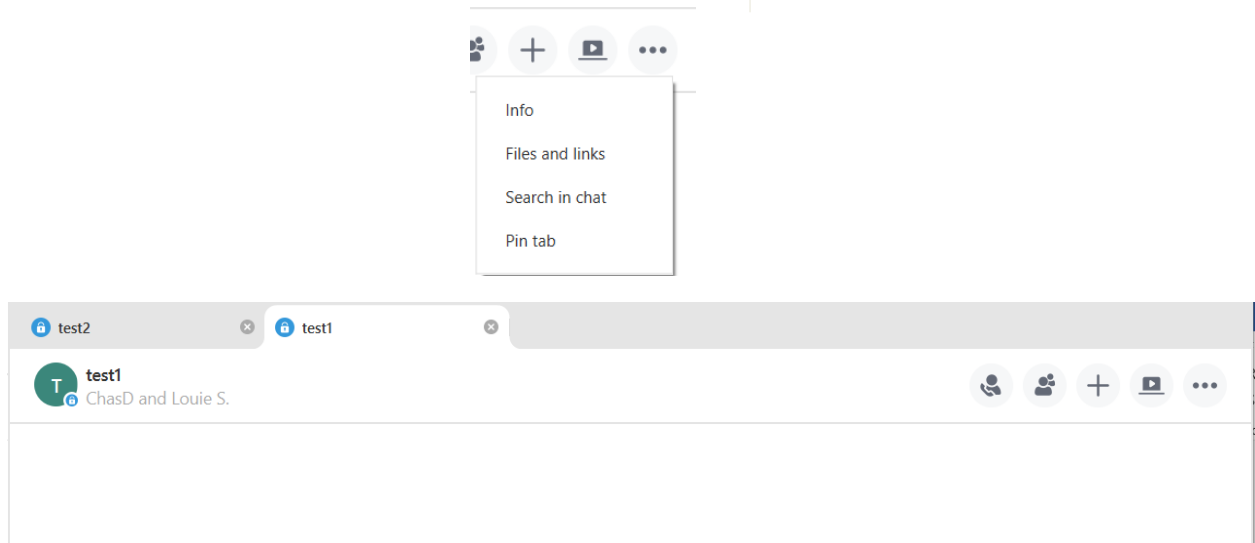 Info
Files and links
Search in chat
Pin tab
test2
test1
T
test1
ChasD and Louie S.